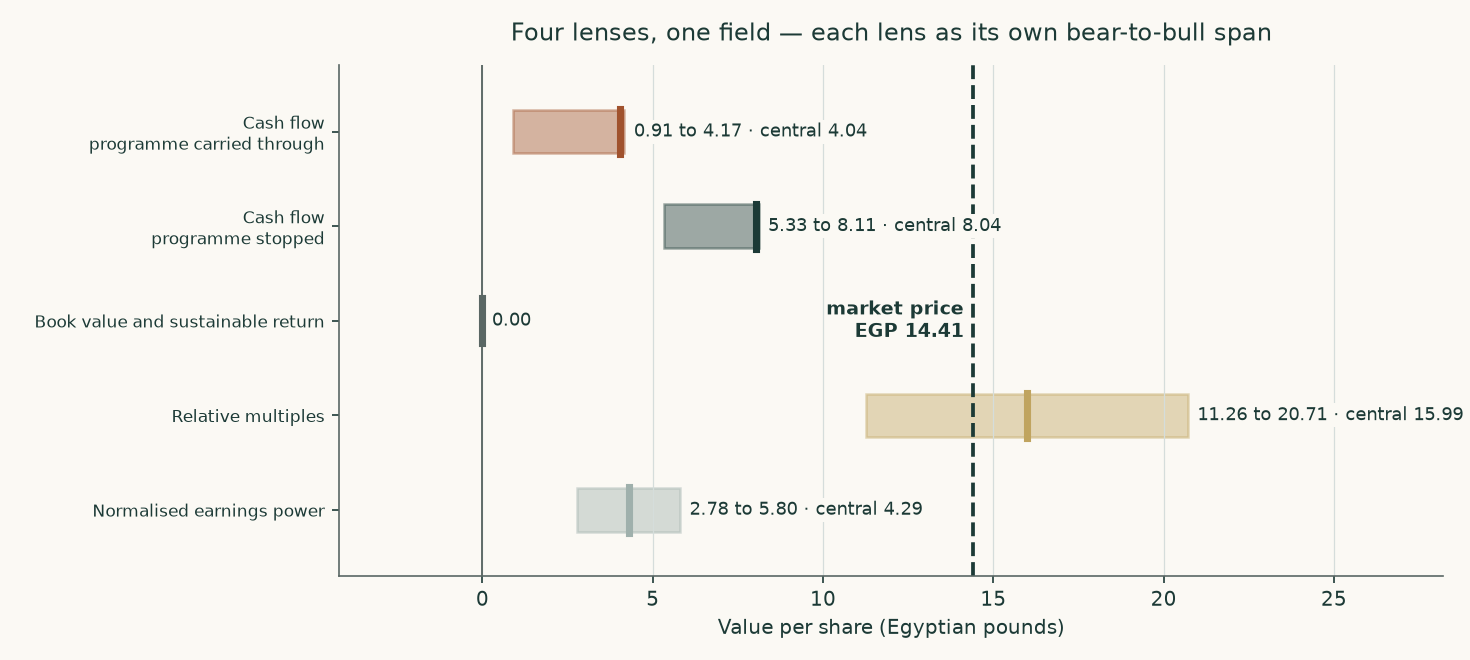 Four lenses, one field — each lens as its own bear-to-bull span
Cash flow
programme carried through
0.91 to 4.17 · central 4.04
Cash flow
programme stopped
5.33 to 8.11 · central 8.04
Book value and sustainable return
0.00
market price
EGP 14.41
Relative multiples
11.26 to 20.71 · central 15.99
Normalised earnings power
2.78 to 5.80 · central 4.29
0 5 10 15 20 25
Value per share (Egyptian pounds)